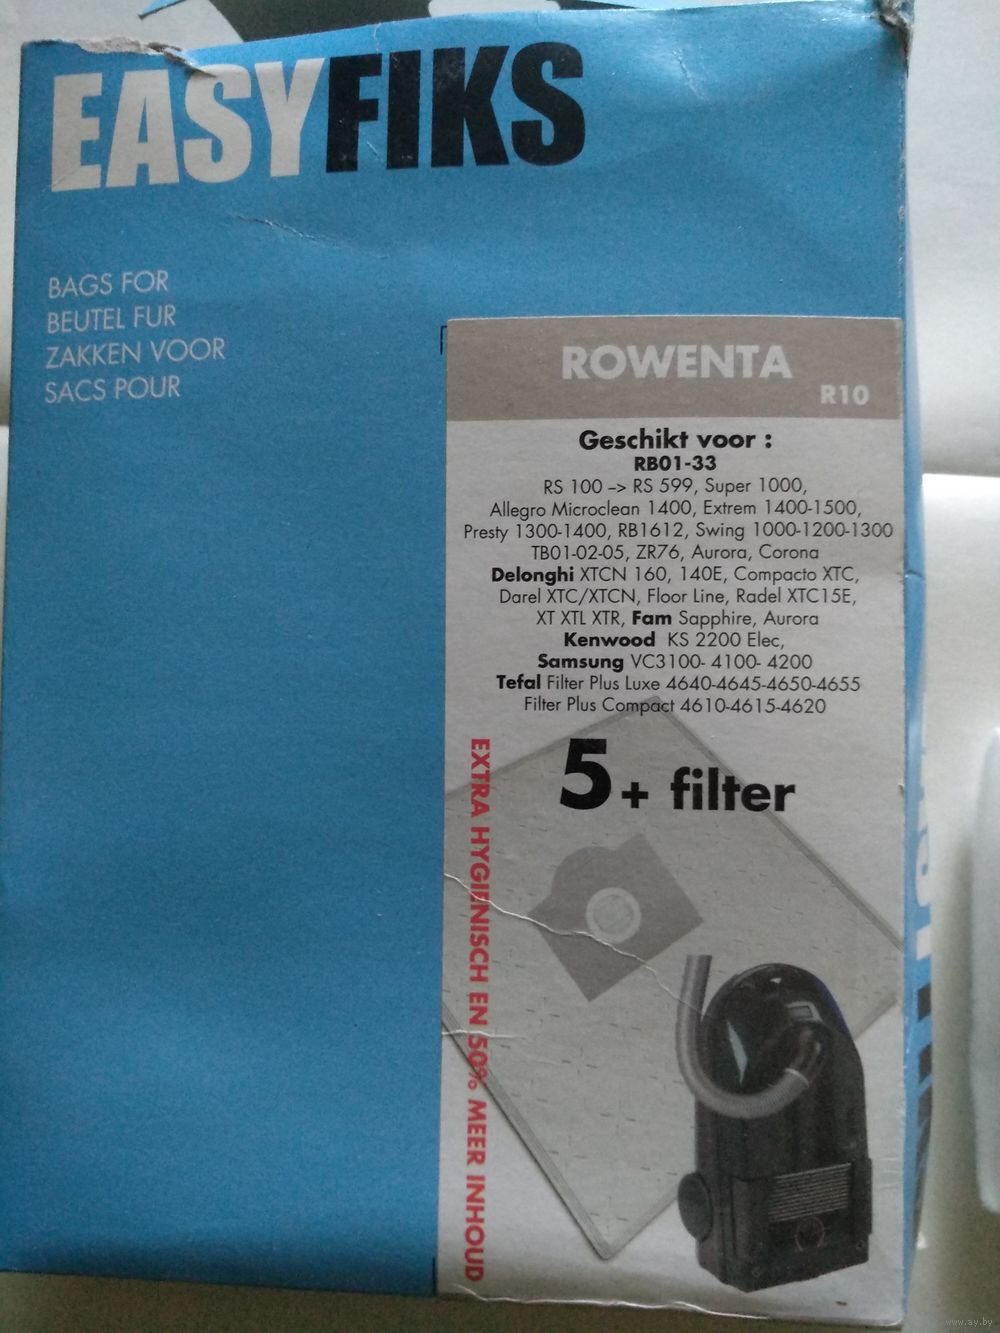 EASYFIKS
BAGS FOR
BEUTEL FUR
ZAKKEN VOOR
SACS POUR
ROWENTA
R10
Geschikt voor :
RB01-33
RS 100 -> RS 599, Super 1000,
Allegro Microclean 1400, Extrem 1400-1500,
Presty 1300-1400, RB1612, Swing 1000-1200-1300
TB01-02-05, ZR76, Aurora, Corona
Delonghi XTCN 160, 140E, Compacto XTC,
Darel XTC/XTCN, Floor Line, Radel XTC15E,
XT XTL XTR, Fam Sapphire, Aurora
Kenwood KS 2200 Elec,
Samsung VC3100- 4100- 4200
Tefal Filter Plus Luxe 4640-4645-4650-4655
Filter Plus Compact 4610-4615-4620
5 + filter
EXTRA HYGIENISCH EN 50% MEER INHOUD
www.ay.by